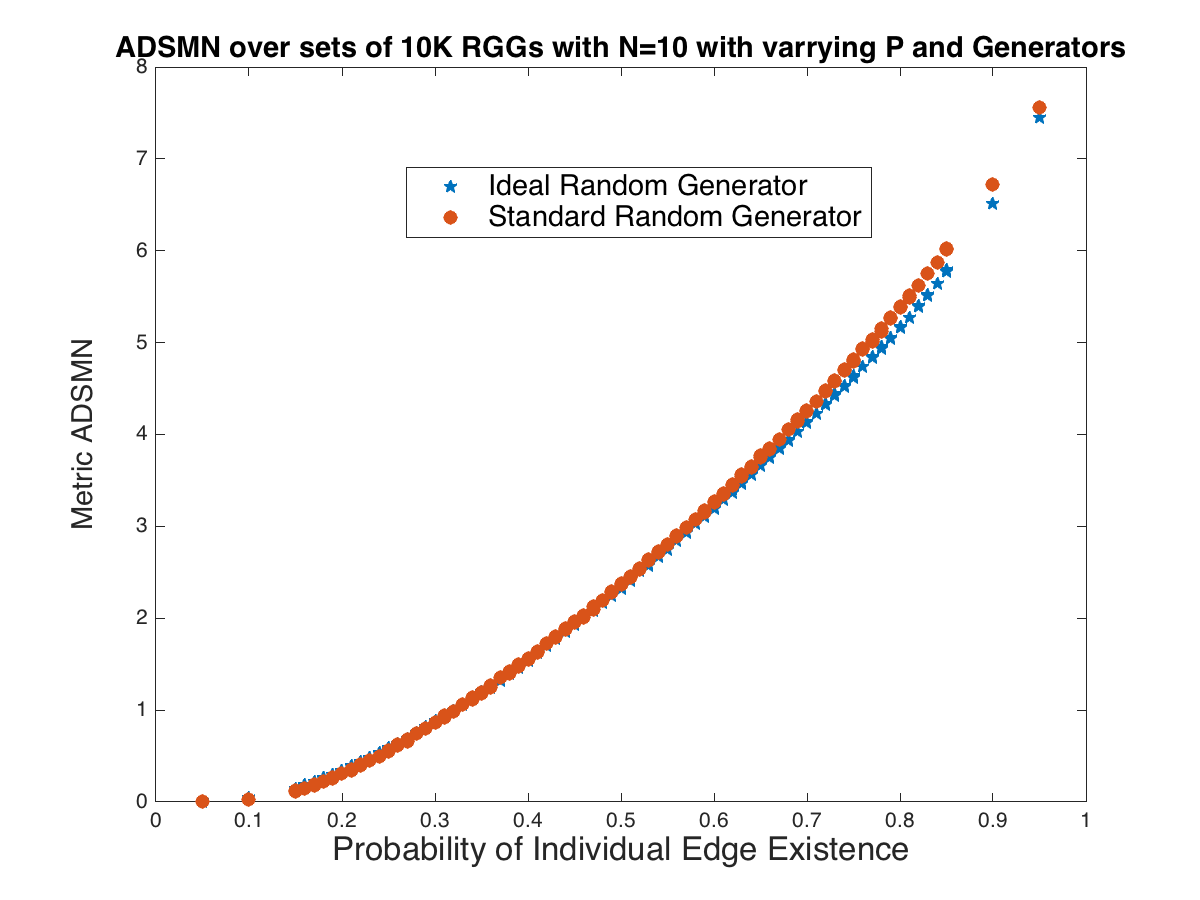 ADSMN over sets of 10K RGGs with N=10 with varrying P and Generators
8
7
6
5
4
3
2
1
0
Metric ADSMN
Ideal Random Generator
Standard Random Generator
0 0.1 0.2 0.3 0.4 0.5 0.6 0.7 0.8 0.9 1
Probability of Individual Edge Existence